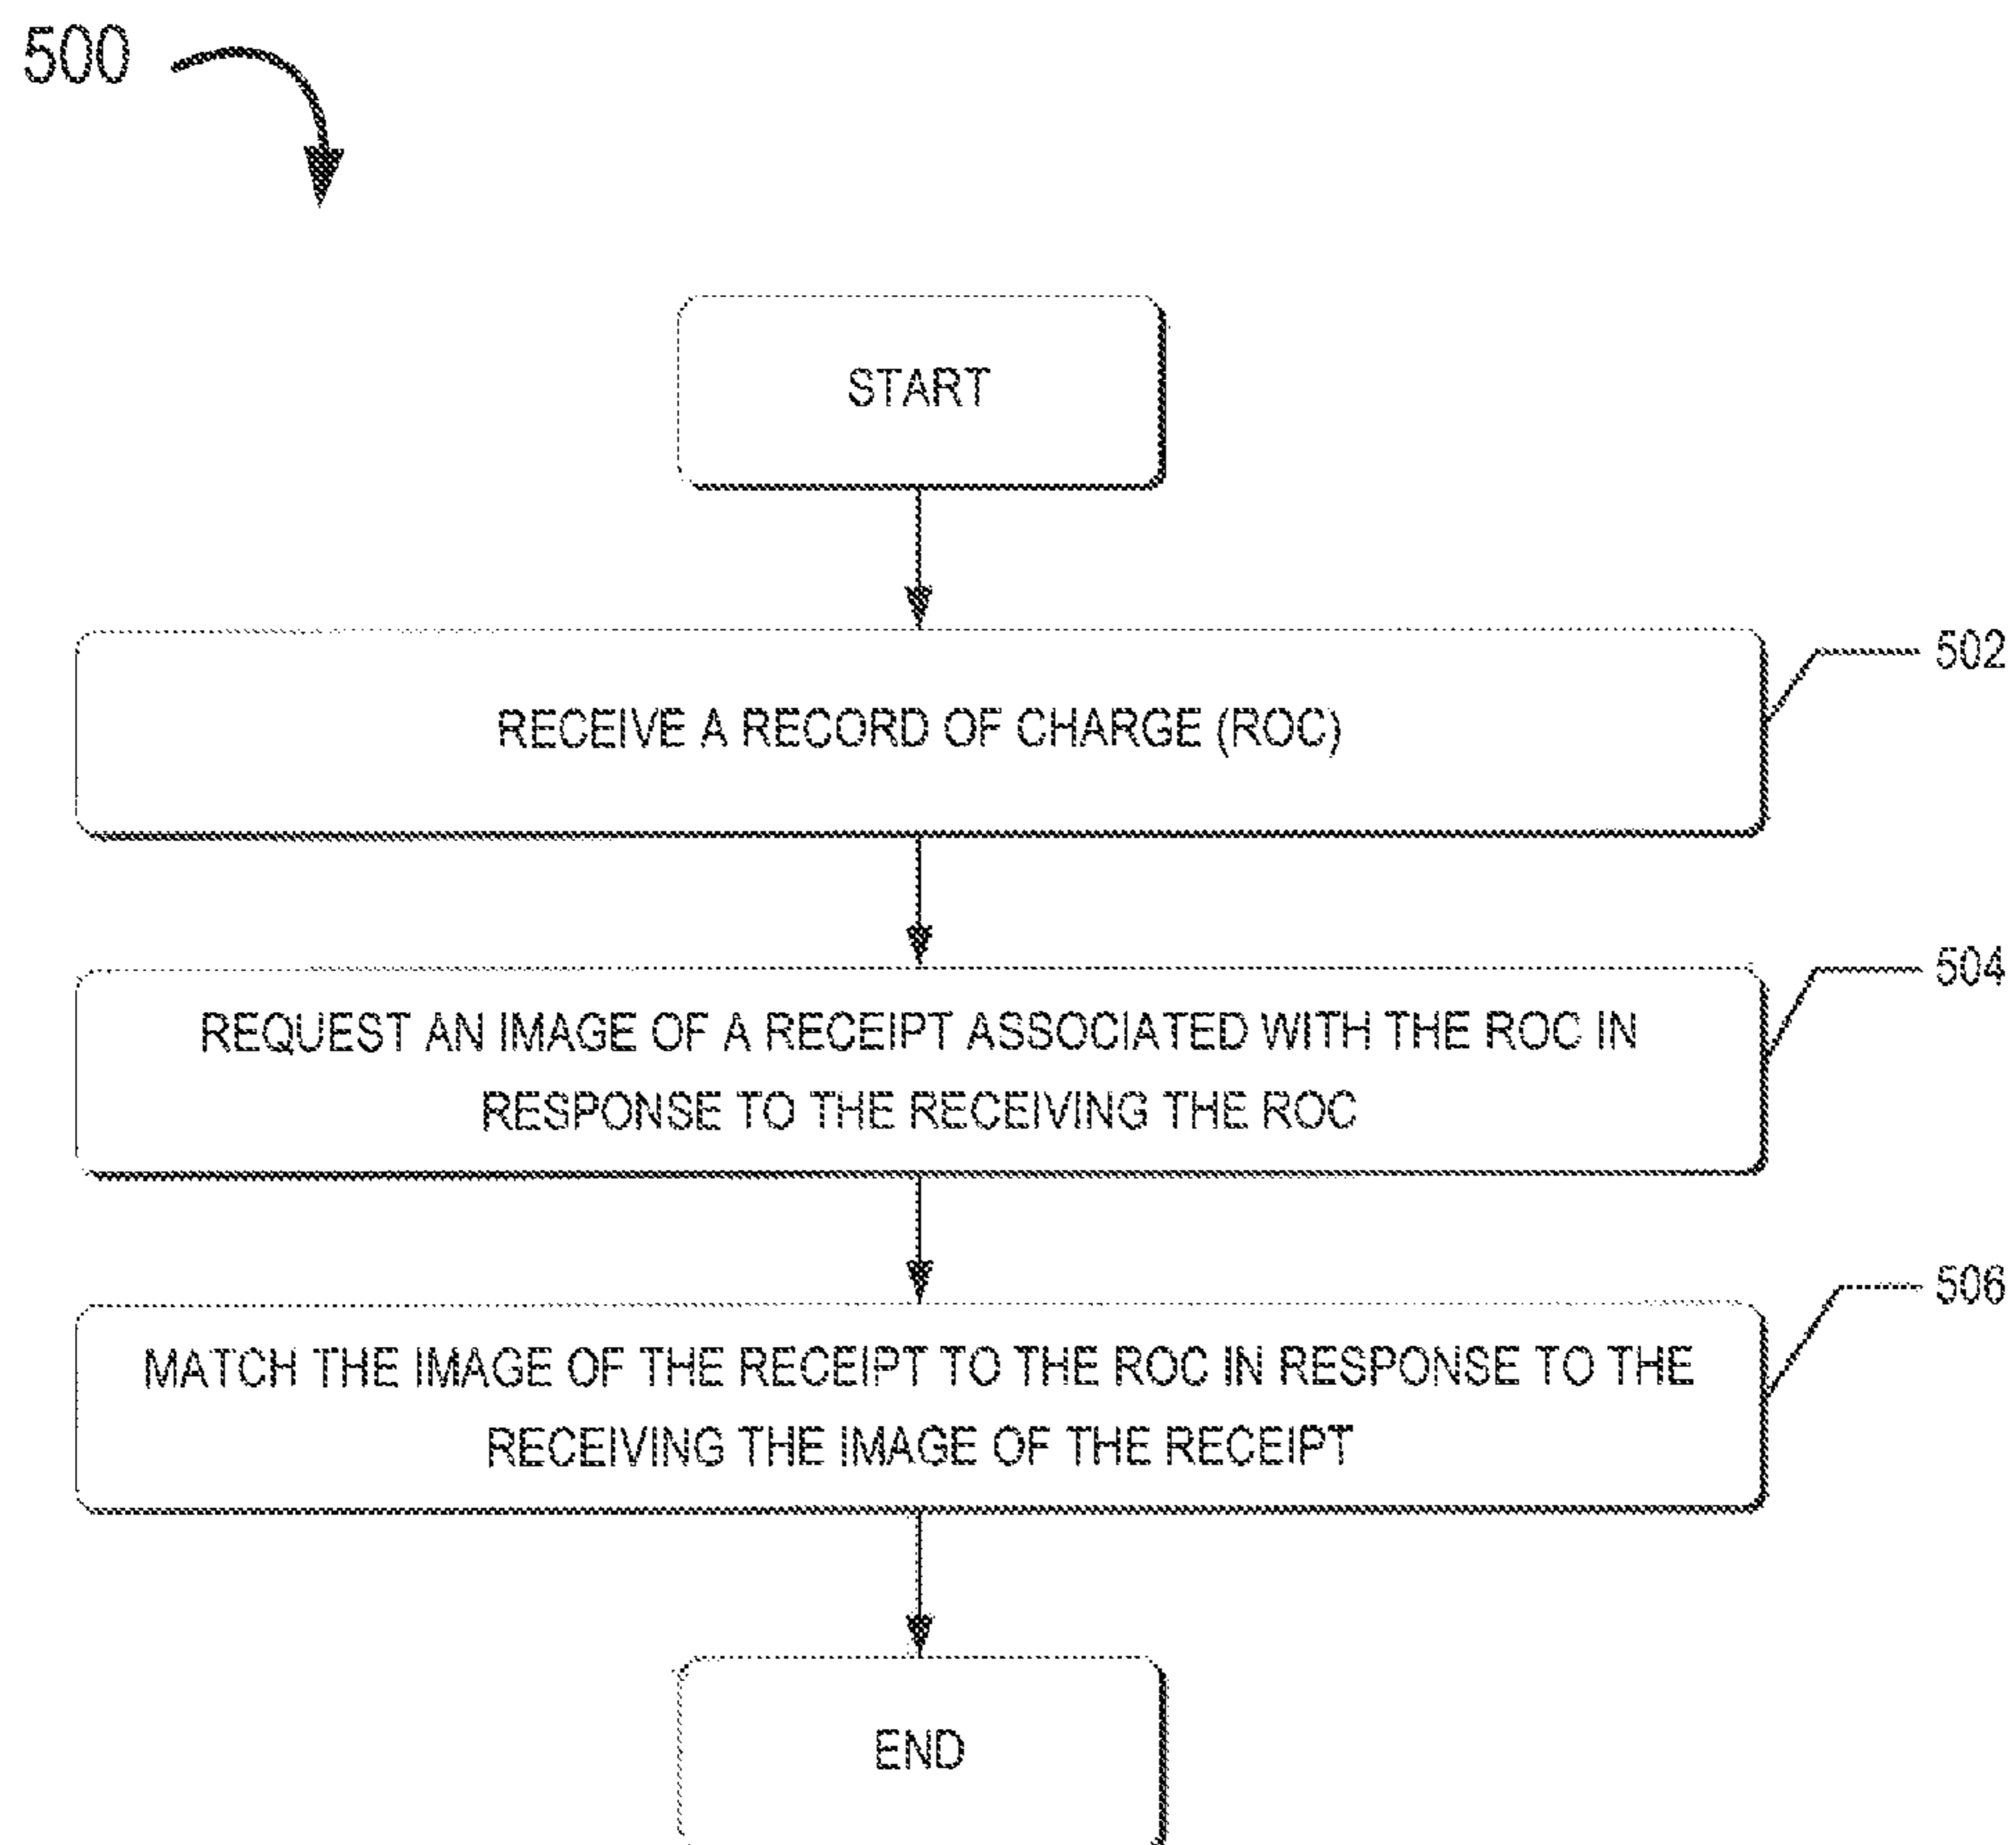 500
START
RECEIVE A RECORD OF CHARGE (ROC)
502
REQUEST AN IMAGE OF A RECEIPT ASSOCIATED WITH THE ROC IN
RESPONSE TO THE RECEIVING THE ROC
504
MATCH THE IMAGE OF THE RECEIPT TO THE ROC IN RESPONSE TO THE
RECEIVING THE IMAGE OF THE RECEIPT
506
END